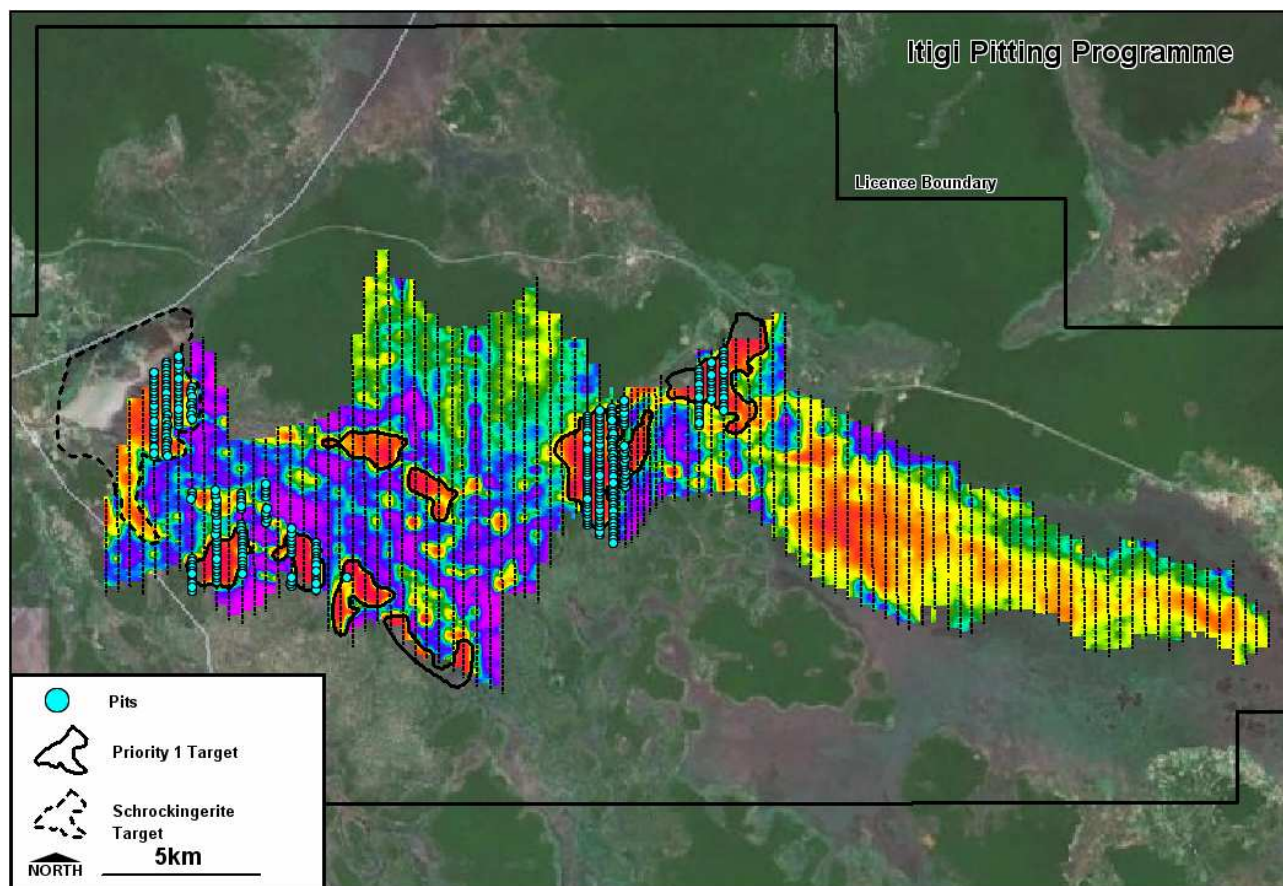 Itigi Pitting Programme
Licence Boundary
Pits
Priority 1 Target
Schrockingerite
Target
5km
NORTH